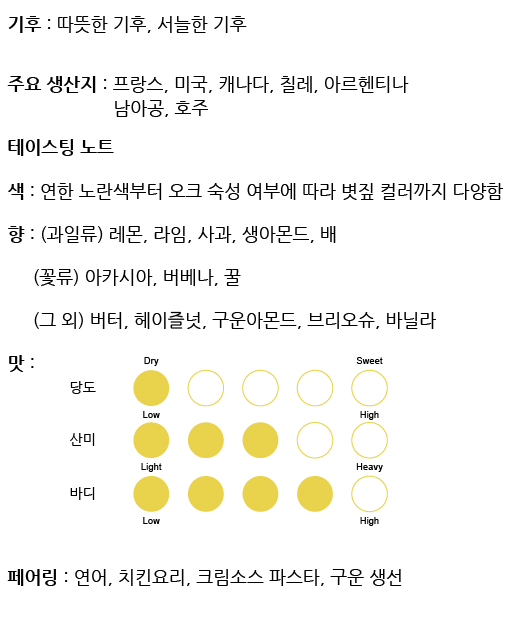 기후 : 따뜻한 기후, 서늘한 기후
주요 생산지 : 프랑스, 미국, 캐나다, 칠레, 아르헨티나
남아공, 호주
테이스팅 노트
색 : 연한 노란색부터 오크 숙성 여부에 따라 볏짚 컬러까지 다양함
향 : (과일류) 레몬, 라임, 사과, 생아몬드, 배
(꽃류) 아카시아, 버베나, 꿀
(그 외) 버터, 헤이즐넛, 구운아몬드, 브리오슈, 바닐라
맛 :
Dry Sweet
당도
Low High
산미
Light Heavy
바디
Low High
페어링 : 연어, 치킨요리, 크림소스 파스타, 구운 생선